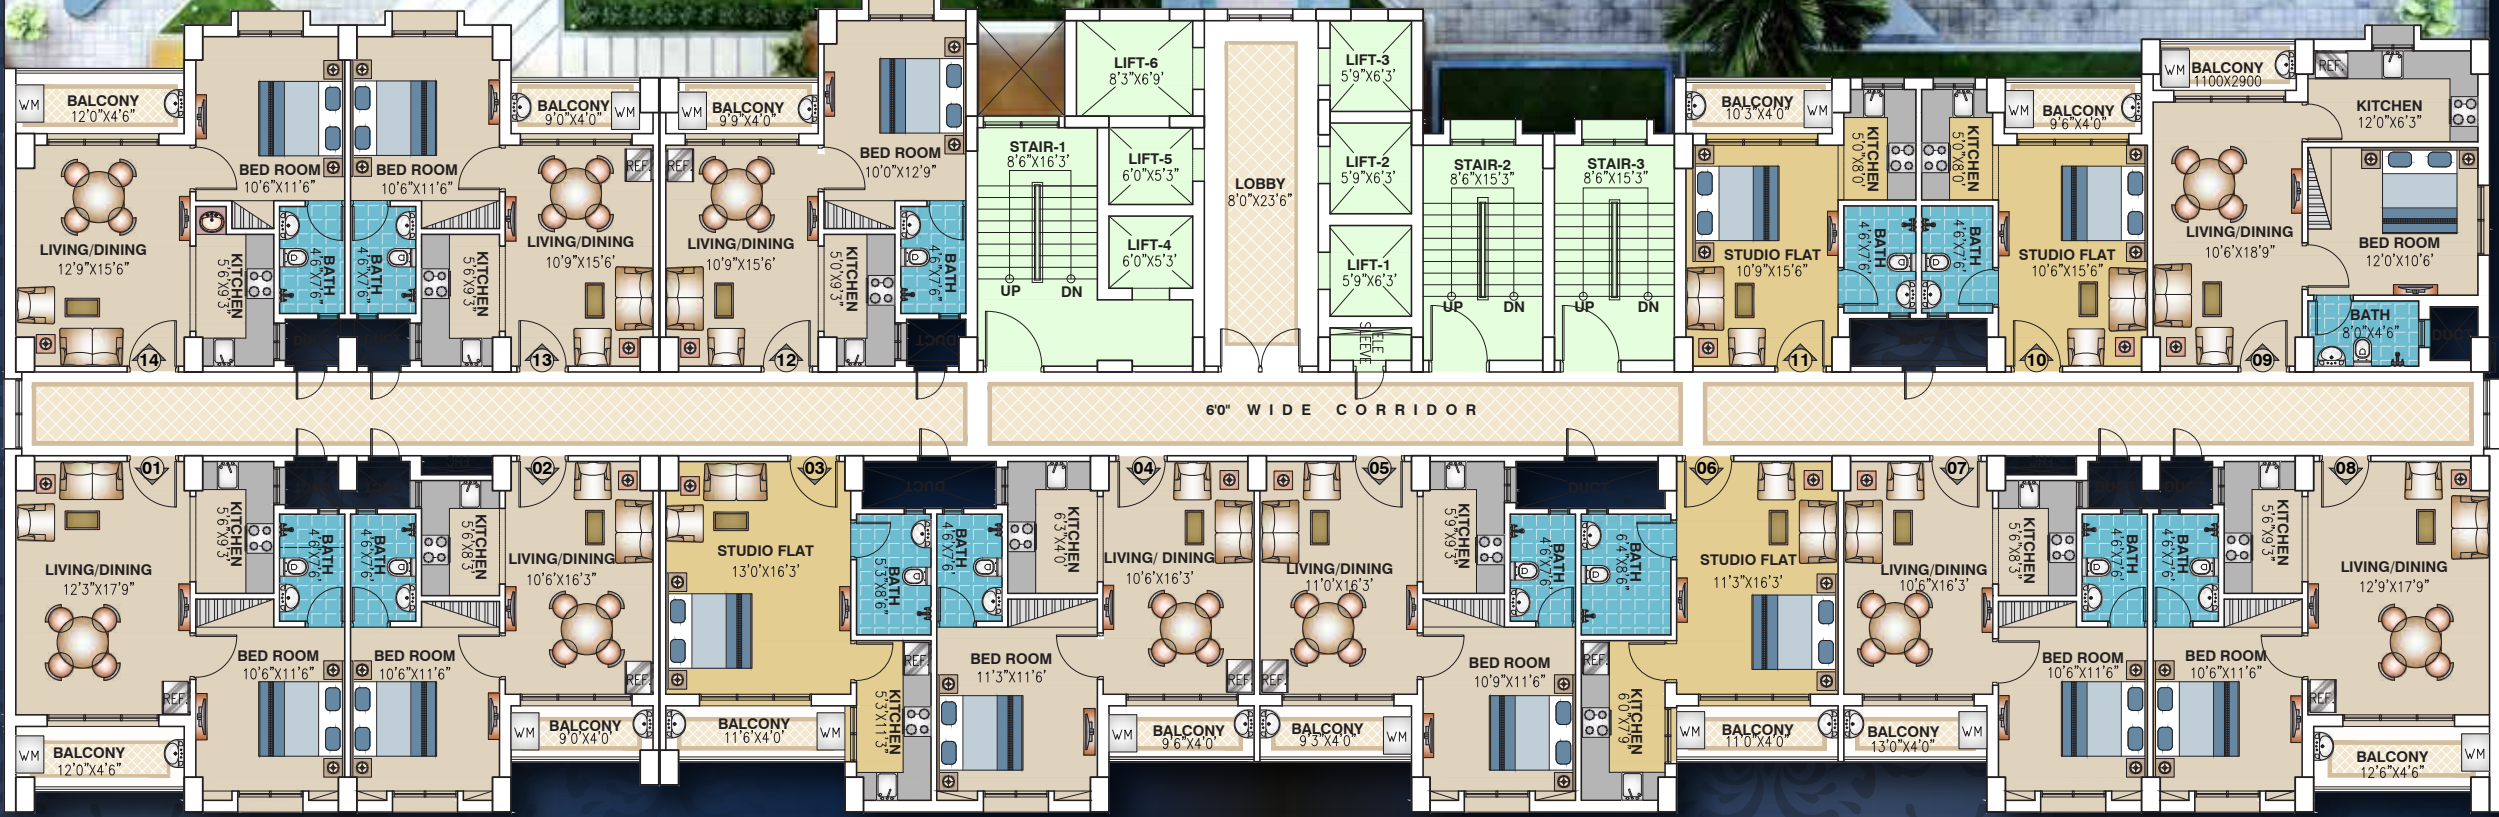 WM
BALCONY
12'0"X4'6"
LIVING/DINING
12'9"X15'6"
BED ROOM
10'6"X11'6"
KITCHEN
5'6"X9'3"
BATH
4'6"X7'6"
14
BED ROOM
10'6"X11'6"
BATH
4'6"X7'6"
KITCHEN
5'6"X9'3"
BALCONY
9'0"X4'0"
WM
REF.
LIVING/DINING
10'9"X15'6"
13
WM
BALCONY
9'9"X4'0"
REF.
LIVING/DINING
10'9"X15'6"
12
BED ROOM
10'0"X12'9"
KITCHEN
5'0"X9'3"
BATH
4'6"X7'6"
DUCT
STAIR-1
8'6"X16'3"
UP
DN
LIFT-6
8'3"X6'9"
LIFT-5
6'0"X5'3"
LIFT-4
6'0"X5'3"
LOBBY
8'0"X23'6"
LIFT-3
5'9"X6'3"
LIFT-2
5'9"X6'3"
LIFT-1
5'9"X6'3"
ELE
SLEEVE
STAIR-2
8'6"X15'3"
UP
DN
STAIR-3
8'6"X15'3"
UP
DN
BALCONY
10'3"X4'0"
WM
STUDIO FLAT
10'9"X15'6"
11
KITCHEN
5'0"X8'0"
BATH
4'6"X7'6"
KITCHEN
5'0"X8'0"
BATH
4'6"X7'6"
WM
BALCONY
9'6"X4'0"
STUDIO FLAT
10'6"X15'6"
10
WM
BALCONY
1100X2900
LIVING/DINING
10'6"X18'9"
09
REF.
KITCHEN
12'0"X6'3"
BED ROOM
12'0"X10'6"
BATH
8'0"X4'6"
DUCT
6'0" WIDE CORRIDOR
01
LIVING/DINING
12'3"X17'9"
REF.
WM
BALCONY
12'0"X4'6"
KITCHEN
5'6"X9'3"
BATH
4'6"X7'6"
BED ROOM
10'6"X11'6"
BATH
4'6"X7'6"
KITCHEN
5'6"X8'3"
BED ROOM
10'6"X11'6"
02
LIVING/DINING
10'6"X16'3"
REF.
WM
BALCONY
9'0"X4'0"
03
STUDIO FLAT
13'0"X16'3"
BALCONY
11'6"X4'0"
WM
DUCT
BATH
5'3"X8'6"
REF.
KITCHEN
5'3"X11'3"
BATH
4'6"X7'6"
KITCHEN
6'3"X4'0"
BED ROOM
11'3"X11'6"
04
LIVING/ DINING
10'6"X16'3"
REF.
WM
BALCONY
9'6"X4'0"
05
LIVING/DINING
11'0"X16'3"
REF.
BALCONY
9'3"X4'0"
WM
KITCHEN
5'9"X9'3"
DUCT
BATH
4'6"X7'6"
BED ROOM
10'9"X11'6"
BATH
6'4"X8'6"
REF.
KITCHEN
6'0"X7'9"
06
STUDIO FLAT
11'3"X16'3"
WM
BALCONY
11'0"X4'0"
07
LIVING/DINING
10'6"X16'3"
BALCONY
13'0"X4'0"
WM
KITCHEN
5'6"X8'3"
BATH
4'6"X7'6"
BED ROOM
10'6"X11'6"
BATH
4'6"X7'6"
KITCHEN
5'6"X9'3"
BED ROOM
10'6"X11'6"
08
LIVING/DINING
12'9"X17'9"
REF.
BALCONY
12'6"X4'6"
WM